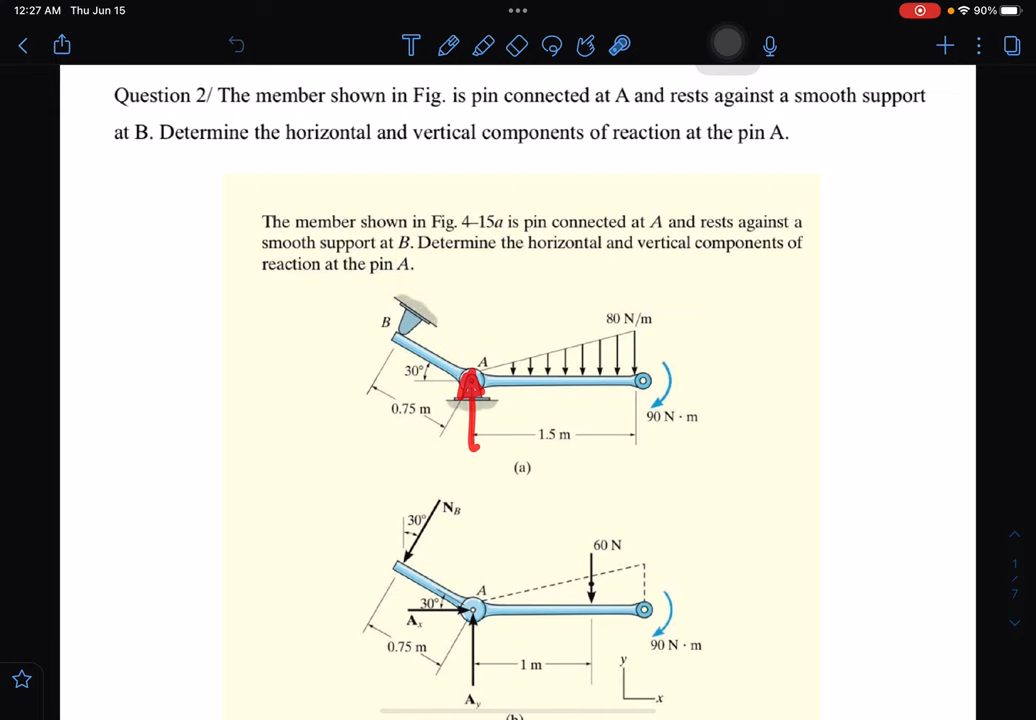 12:27 AM Thu Jun 15
90%
Question 2/ The member shown in Fig. is pin connected at A and rests against a smooth support
at B. Determine the horizontal and vertical components of reaction at the pin A.
The member shown in Fig. 4–15a is pin connected at A and rests against a
smooth support at B. Determine the horizontal and vertical components of
reaction at the pin A.
80 N/m
B
A
30°
0.75 m
90 N · m
1.5 m
(a)
N_B
30°
60 N
A
30°
A_x
0.75 m
90 N · m
1 m
y
x
A_y
(b)
1
/
7